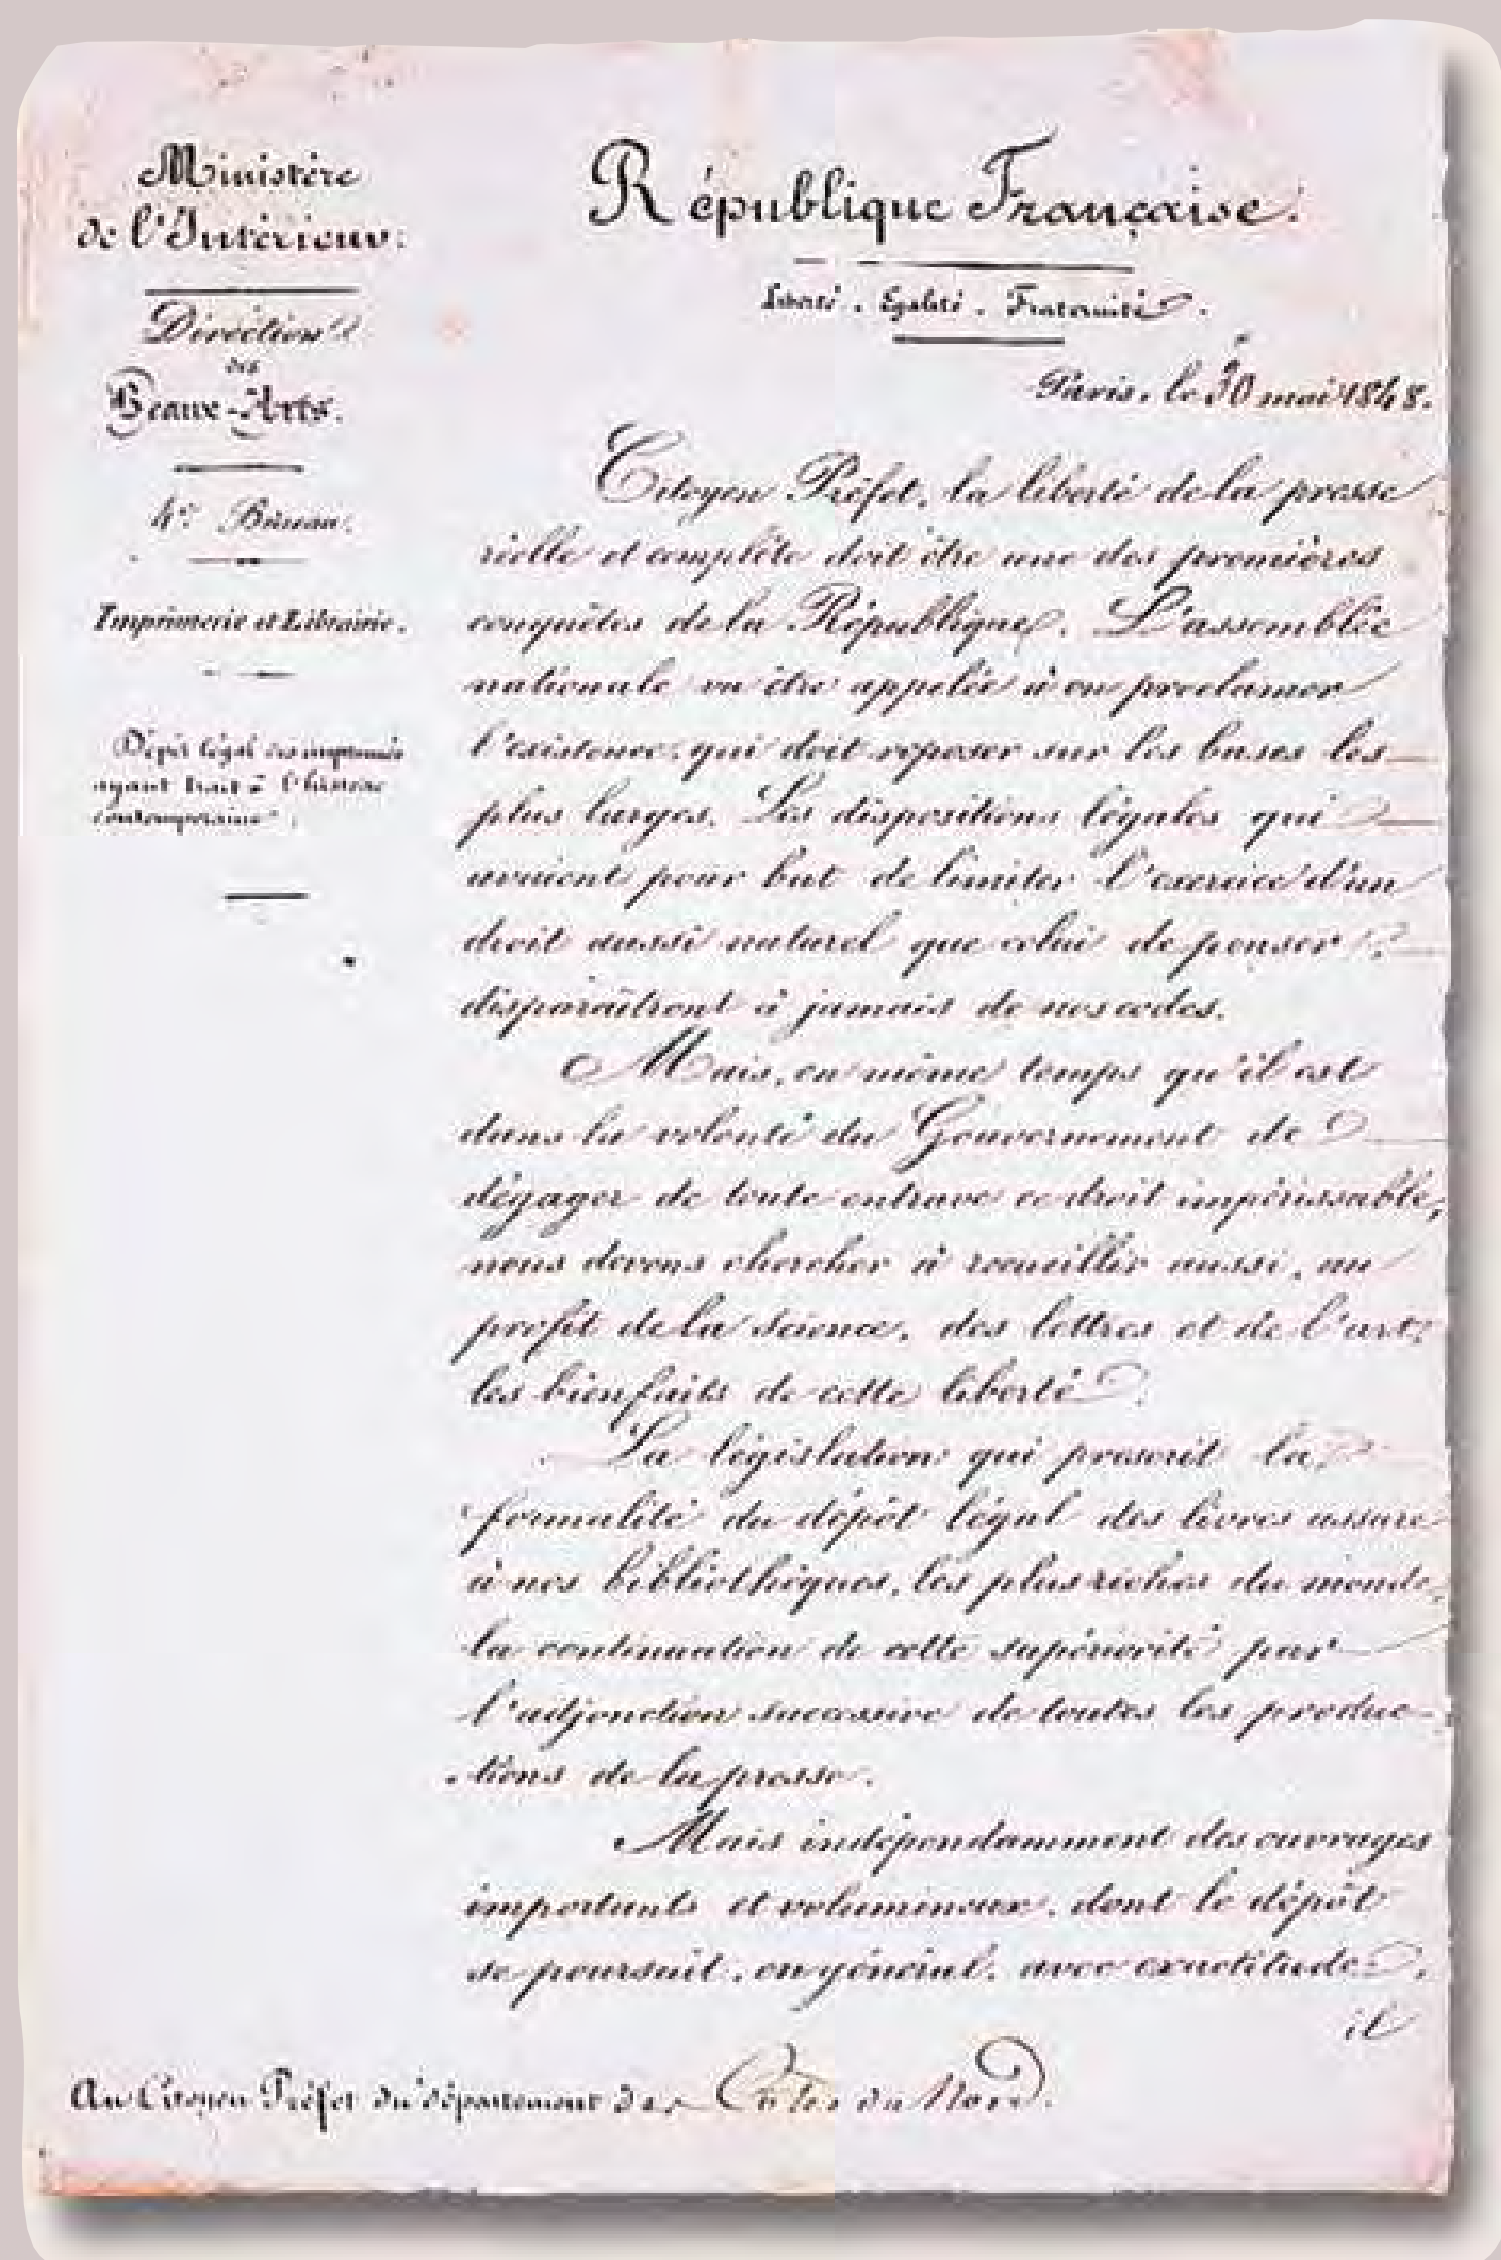 Ministère
de l'Intérieur.
Direction
des
Beaux-Arts.
4e Bureau.
Imprimerie et Librairie.
Dépôt légal des imprimés
ayant trait à l'histoire
contemporaine.
République Française.
Liberté. Egalité. Fraternité.
Paris, le 30 mai 1848.
Citoyen Préfet, la liberté de la presse
réelle et complète doit être une des premières
conquêtes de la République. L'assemblée
nationale va être appelée à en proclamer
l'existence, qui doit reposer sur les bases les
plus larges. Les dispositions légales qui
avaient pour but de limiter l'exercice d'un
droit aussi naturel que celui de penser
disparaîtront à jamais de nos codes.
Mais, en même temps qu'il est
dans la volonté du Gouvernement de
dégager de toute entrave ce droit impérissable,
nous devons chercher à recueillir aussi, au
profit de la science, des lettres et de l'art,
les bienfaits de cette liberté.
La législation qui prescrit la
formalité du dépôt légal des livres assure
à nos bibliothèques, les plus riches du monde,
la continuation de cette supériorité par
l'adjonction successive de toutes les produc-
tions de la presse.
Mais indépendamment des ouvrages
importants et volumineux, dont le dépôt
se poursuit, en général, avec exactitude,
il
Au Citoyen Préfet du département des Côtes du Nord.